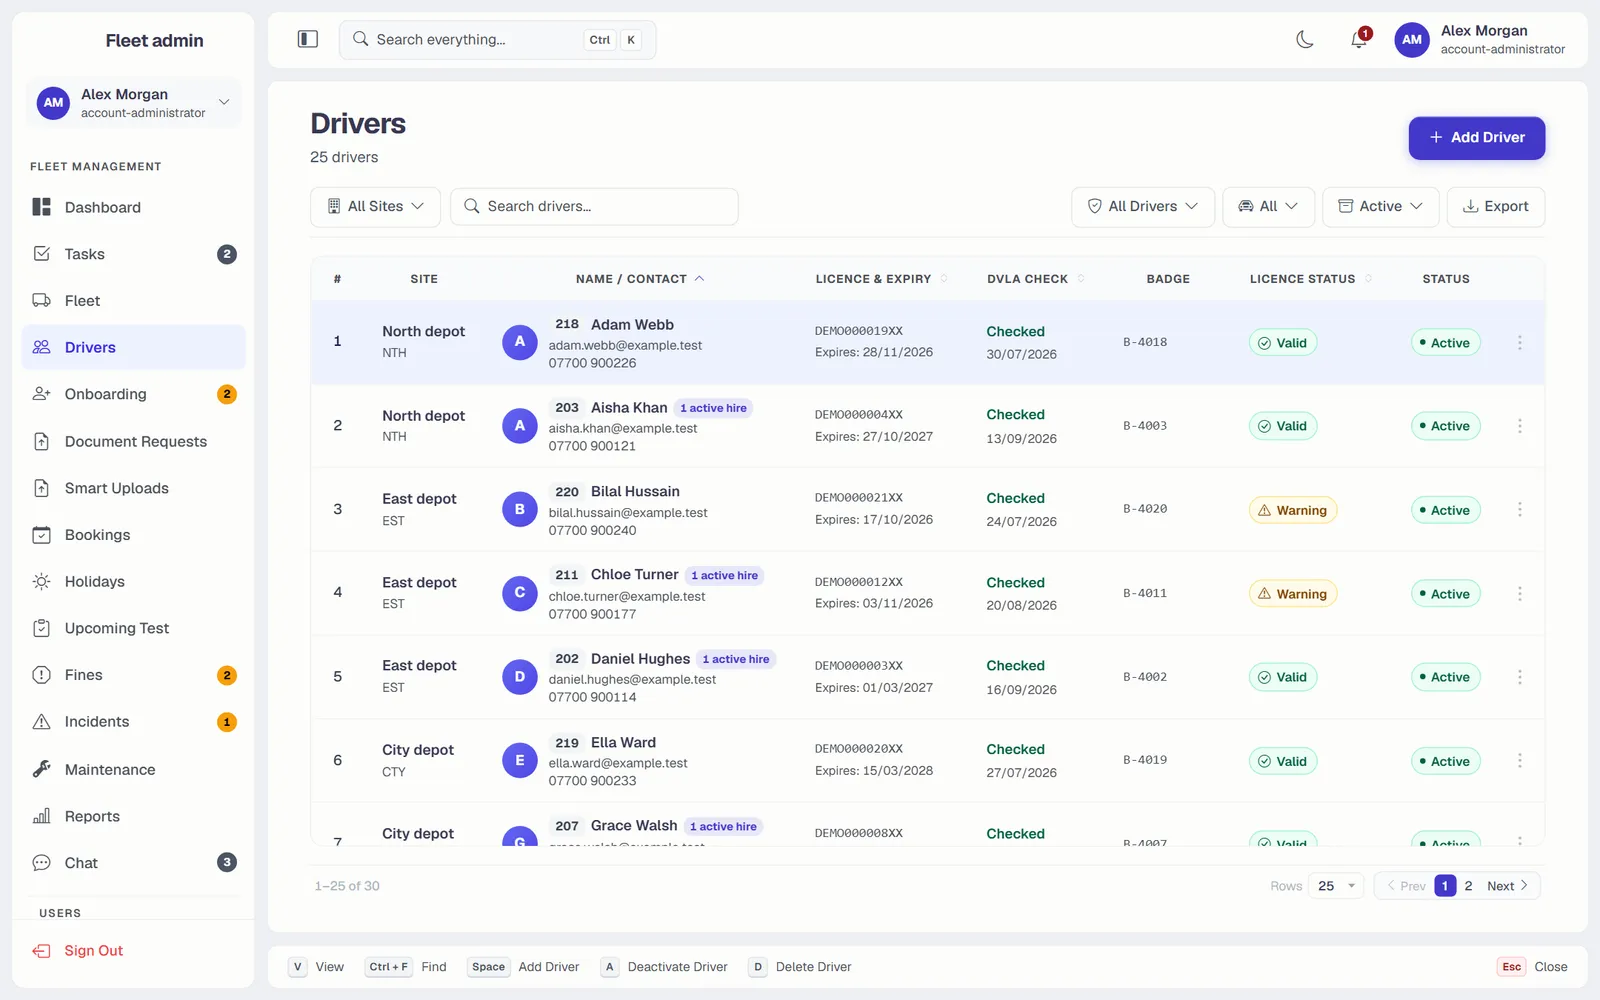 Fleet admin
AM
Alex Morgan
account-administrator
FLEET MANAGEMENT
Dashboard
Tasks 2
Fleet
Drivers
Onboarding 2
Document Requests
Smart Uploads
Bookings
Holidays
Upcoming Test
Fines 2
Incidents 1
Maintenance
Reports
Chat 3
USERS
Sign Out
Search everything... Ctrl K
1
AM
Alex Morgan
account-administrator
Drivers
25 drivers
+ Add Driver
All Sites
Search drivers...
All Drivers
All
Active
Export
# SITE NAME / CONTACT LICENCE & EXPIRY DVLA CHECK BADGE LICENCE STATUS STATUS
1 North depot NTH A 218 Adam Webb
adam.webb@example.test
07700 900226
DEMO000019XX
Expires: 28/11/2026
Checked
30/07/2026
B-4018 Valid Active
2 North depot NTH A 203 Aisha Khan 1 active hire
aisha.khan@example.test
07700 900121
DEMO000004XX
Expires: 27/10/2027
Checked
13/09/2026
B-4003 Valid Active
3 East depot EST B 220 Bilal Hussain
bilal.hussain@example.test
07700 900240
DEMO000021XX
Expires: 17/10/2026
Checked
24/07/2026
B-4020 Warning Active
4 East depot EST C 211 Chloe Turner 1 active hire
chloe.turner@example.test
07700 900177
DEMO000012XX
Expires: 03/11/2026
Checked
20/08/2026
B-4011 Warning Active
5 East depot EST D 202 Daniel Hughes 1 active hire
daniel.hughes@example.test
07700 900114
DEMO000003XX
Expires: 01/03/2027
Checked
16/09/2026
B-4002 Valid Active
6 City depot CTY E 219 Ella Ward
ella.ward@example.test
07700 900233
DEMO000020XX
Expires: 15/03/2028
Checked
27/07/2026
B-4019 Valid Active
7 City depot G 207 Grace Walsh 1 active hire
DEMO000008XX
Checked
B-4007 Valid Active
1–25 of 30
Rows 25
Prev 1 2 Next
V View Ctrl + F Find Space Add Driver A Deactivate Driver D Delete Driver
Esc Close